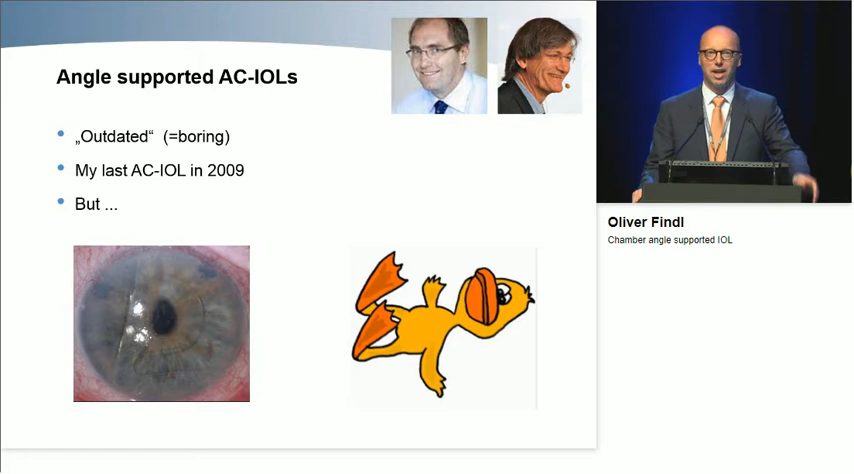 Angle supported AC-IOLs
„Outdated“ (=boring)
My last AC-IOL in 2009
But ...
Oliver Findl
Chamber angle supported IOL